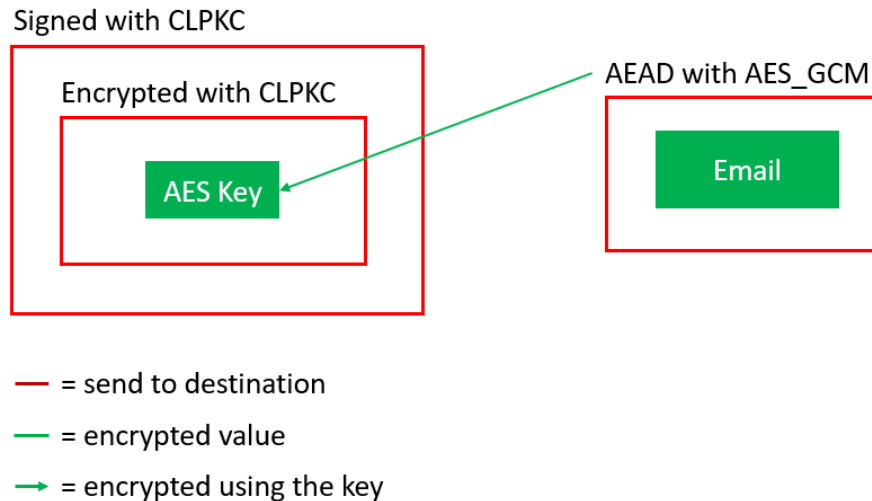 Signed with CLPKC
Encrypted with CLPKC
AES Key
AEAD with AES_GCM
Email
= send to destination
= encrypted value
= encrypted using the key